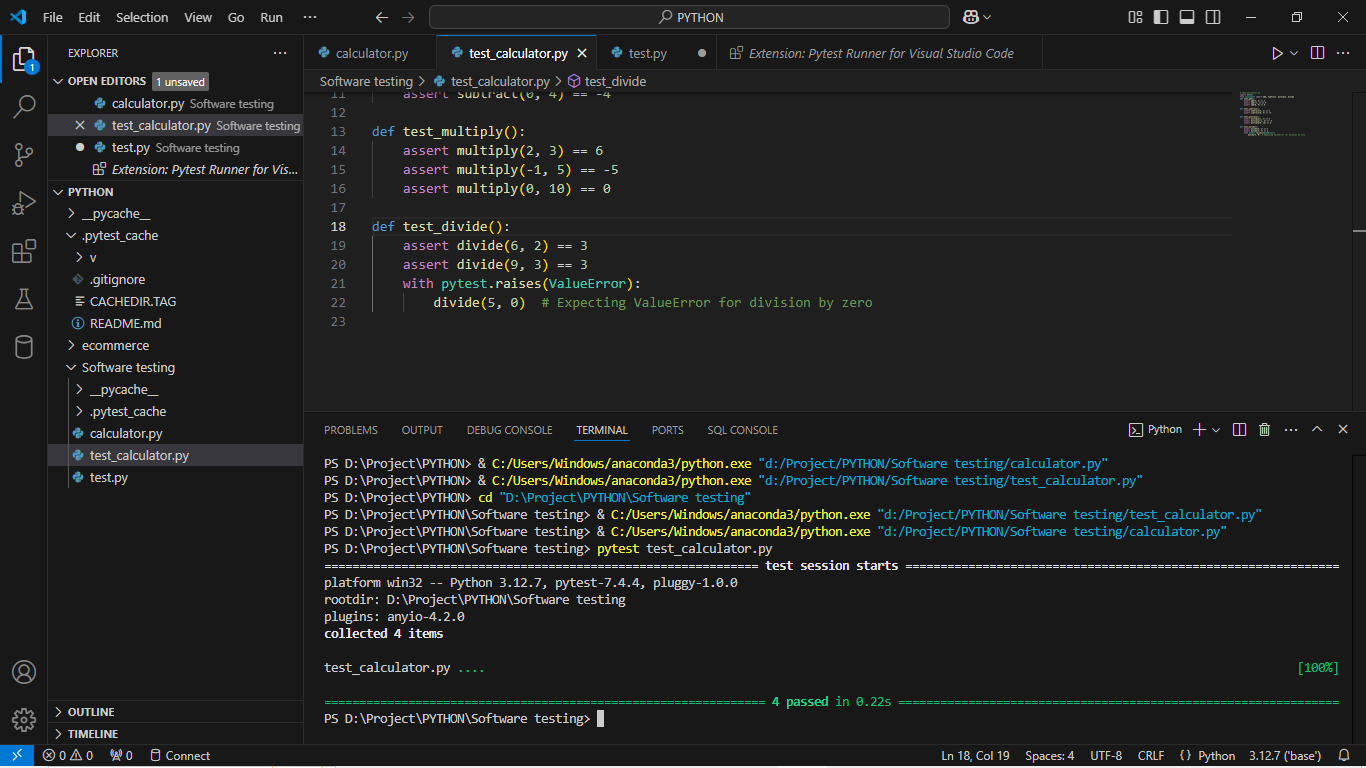 File Edit Selection View Go Run ··· PYTHON
EXPLORER ···
OPEN EDITORS 1 unsaved
calculator.py Software testing
test_calculator.py Software testing
test.py Software testing
Extension: Pytest Runner for Vis...
PYTHON
__pycache__
.pytest_cache
v
.gitignore
CACHEDIR.TAG
README.md
ecommerce
Software testing
__pycache__
.pytest_cache
calculator.py
test_calculator.py
test.py
OUTLINE
TIMELINE
1
calculator.py test_calculator.py test.py Extension: Pytest Runner for Visual Studio Code
Software testing > test_calculator.py > test_divide
11 assert subtract(0, 4) == -4
12
13 def test_multiply():
14 assert multiply(2, 3) == 6
15 assert multiply(-1, 5) == -5
16 assert multiply(0, 10) == 0
17
18 def test_divide():
19 assert divide(6, 2) == 3
20 assert divide(9, 3) == 3
21 with pytest.raises(ValueError):
22 divide(5, 0)  # Expecting ValueError for division by zero
23
PROBLEMS OUTPUT DEBUG CONSOLE TERMINAL PORTS SQL CONSOLE Python
PS D:\Project\PYTHON> & C:/Users/Windows/anaconda3/python.exe "d:/Project/PYTHON/Software testing/calculator.py"
PS D:\Project\PYTHON> & C:/Users/Windows/anaconda3/python.exe "d:/Project/PYTHON/Software testing/test_calculator.py"
PS D:\Project\PYTHON> cd "D:\Project\PYTHON\Software testing"
PS D:\Project\PYTHON\Software testing> & C:/Users/Windows/anaconda3/python.exe "d:/Project/PYTHON/Software testing/test_calculator.py"
PS D:\Project\PYTHON\Software testing> & C:/Users/Windows/anaconda3/python.exe "d:/Project/PYTHON/Software testing/calculator.py"
PS D:\Project\PYTHON\Software testing> pytest test_calculator.py
======== test session starts ========
platform win32 -- Python 3.12.7, pytest-7.4.4, pluggy-1.0.0
rootdir: D:\Project\PYTHON\Software testing
plugins: anyio-4.2.0
collected 4 items
test_calculator.py .... [100%]
======== 4 passed in 0.22s ========
PS D:\Project\PYTHON\Software testing>
0 0 0 Connect Ln 18, Col 19 Spaces: 4 UTF-8 CRLF {} Python 3.12.7 ('base')